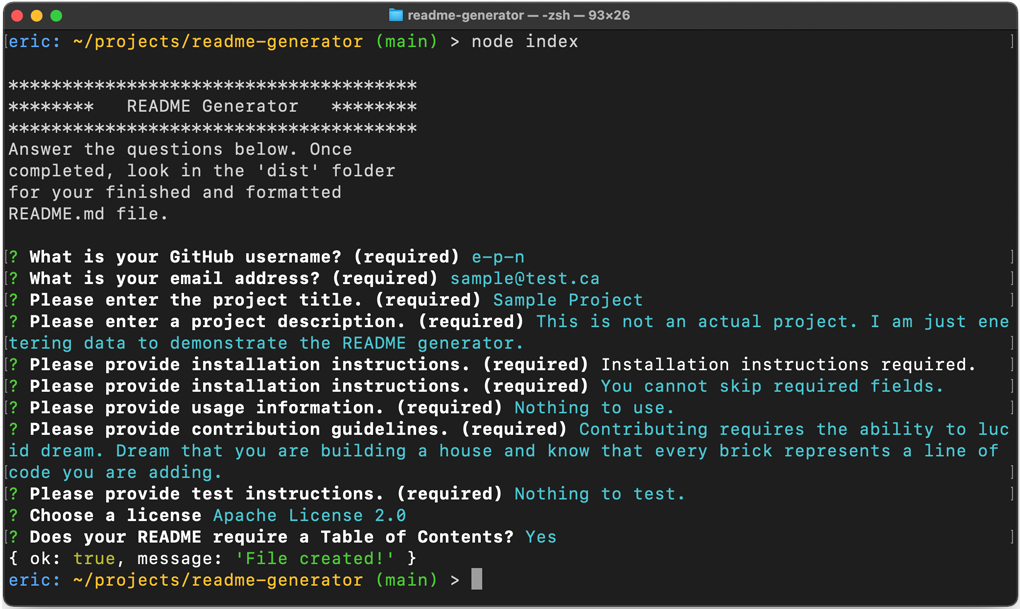 readme-generator — -zsh — 93×26
eric: ~/projects/readme-generator (main) > node index
**************************************
******** README Generator ********
**************************************
Answer the questions below. Once
completed, look in the 'dist' folder
for your finished and formatted
README.md file.
? What is your GitHub username? (required) e-p-n
? What is your email address? (required) sample@test.ca
? Please enter the project title. (required) Sample Project
? Please enter a project description. (required) This is not an actual project. I am just ene
tering data to demonstrate the README generator.
? Please provide installation instructions. (required) Installation instructions required.
? Please provide installation instructions. (required) You cannot skip required fields.
? Please provide usage information. (required) Nothing to use.
? Please provide contribution guidelines. (required) Contributing requires the ability to luc
id dream. Dream that you are building a house and know that every brick represents a line of
code you are adding.
? Please provide test instructions. (required) Nothing to test.
? Choose a license Apache License 2.0
? Does your README require a Table of Contents? Yes
{ ok: true, message: 'File created!' }
eric: ~/projects/readme-generator (main) >